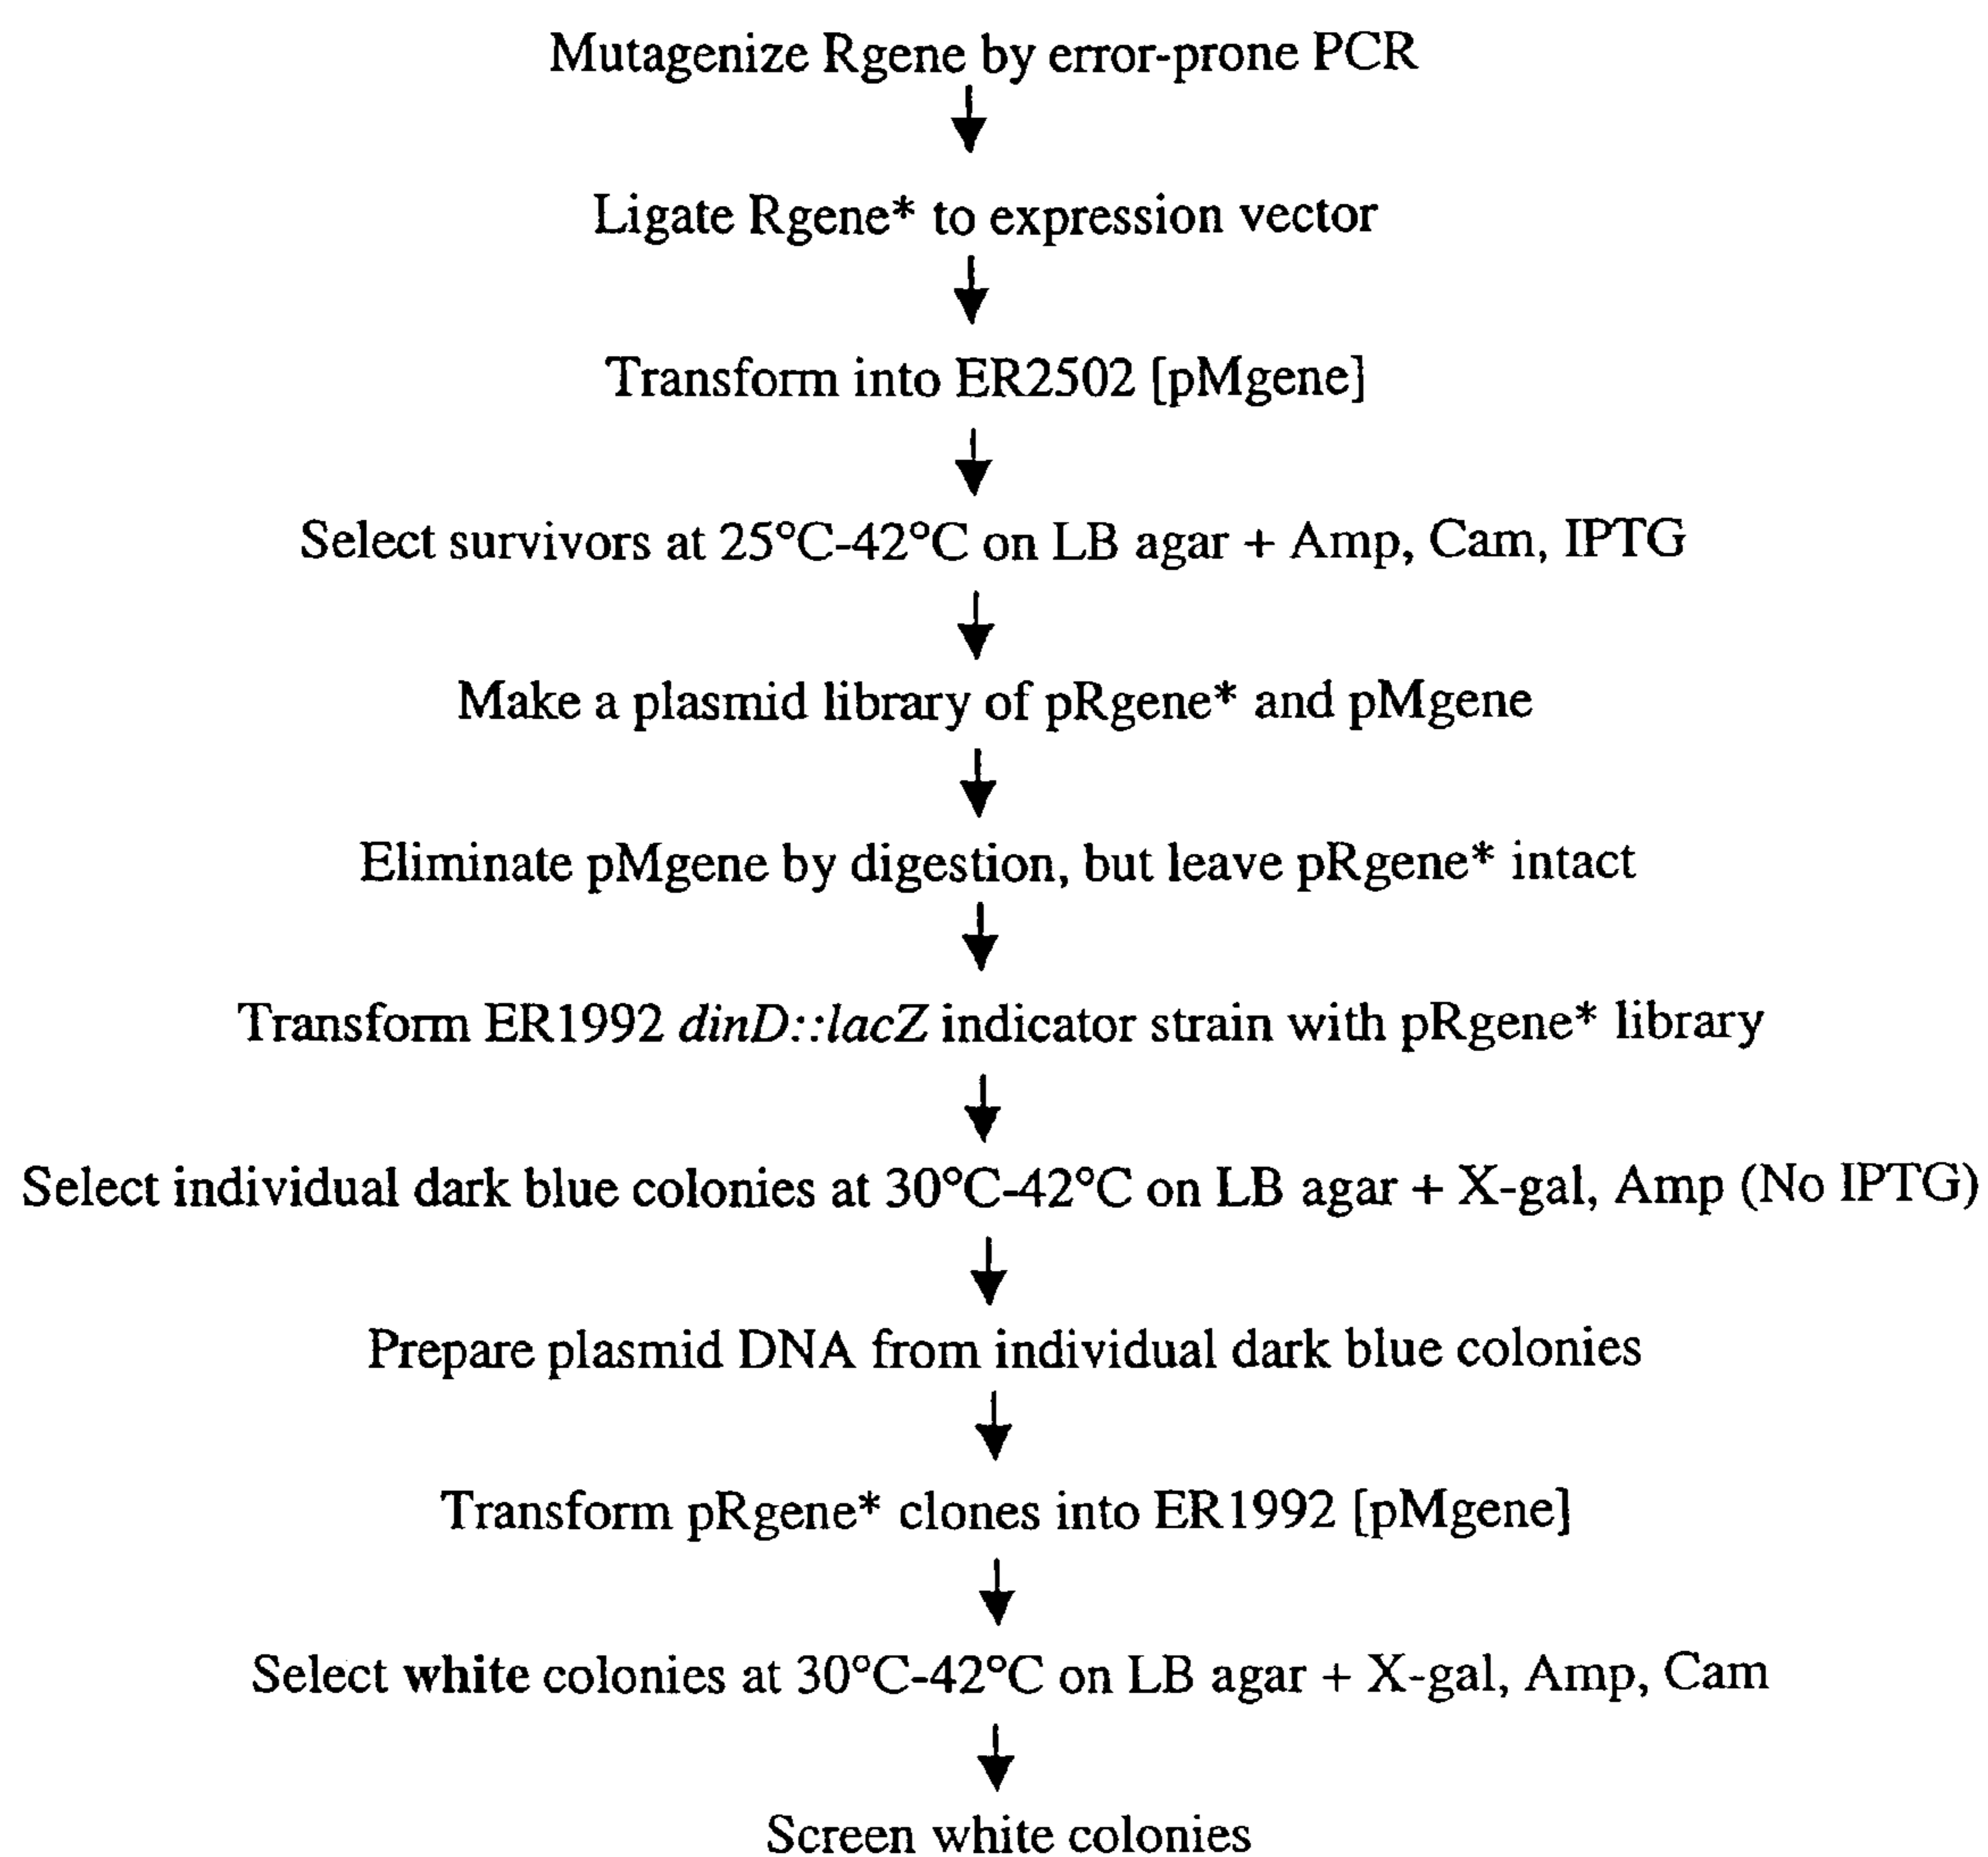 Mutagenize Rgene by error-prone PCR
Ligate Rgene* to expression vector
Transform into ER2502 [pMgene]
Select survivors at 25°C-42°C on LB agar + Amp, Cam, IPTG
Make a plasmid library of pRgene* and pMgene
Eliminate pMgene by digestion, but leave pRgene* intact
Transform ER1992 dinD::lacZ indicator strain with pRgene* library
Select individual dark blue colonies at 30°C-42°C on LB agar + X-gal, Amp (No IPTG)
Prepare plasmid DNA from individual dark blue colonies
Transform pRgene* clones into ER1992 [pMgene]
Select white colonies at 30°C-42°C on LB agar + X-gal, Amp, Cam
Screen white colonies